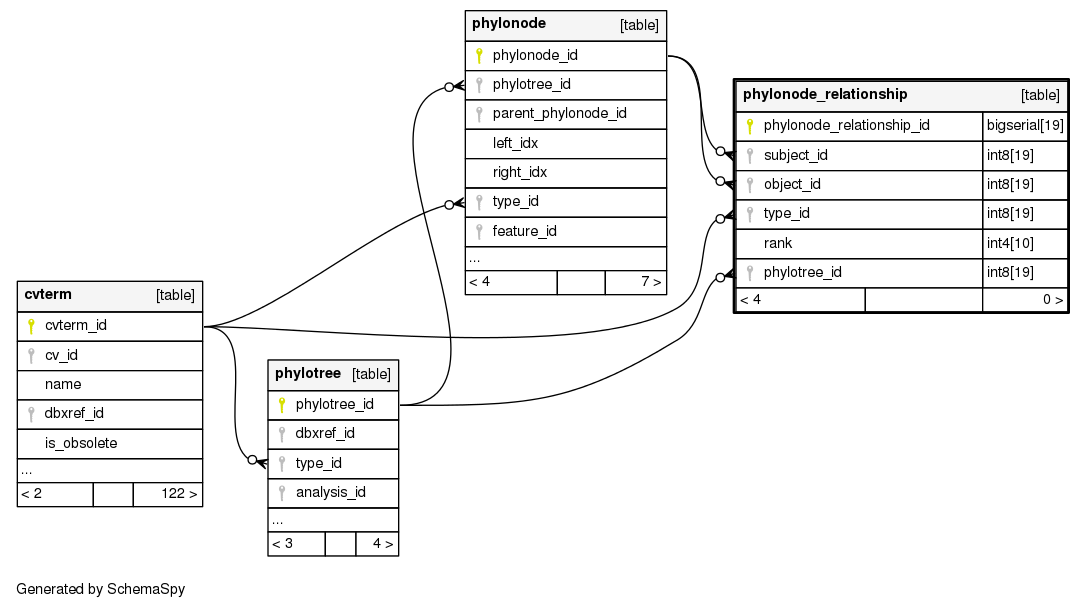 phylonode [table]
phylonode_id
phylotree_id
parent_phylonode_id
left_idx
right_idx
type_id
feature_id
...
< 4 7 >
phylonode_relationship [table]
phylonode_relationship_id bigserial[19]
subject_id int8[19]
object_id int8[19]
type_id int8[19]
rank int4[10]
phylotree_id int8[19]
< 4 0 >
cvterm [table]
cvterm_id
cv_id
name
dbxref_id
is_obsolete
...
< 2 122 >
phylotree [table]
phylotree_id
dbxref_id
type_id
analysis_id
...
< 3 4 >
Generated by SchemaSpy